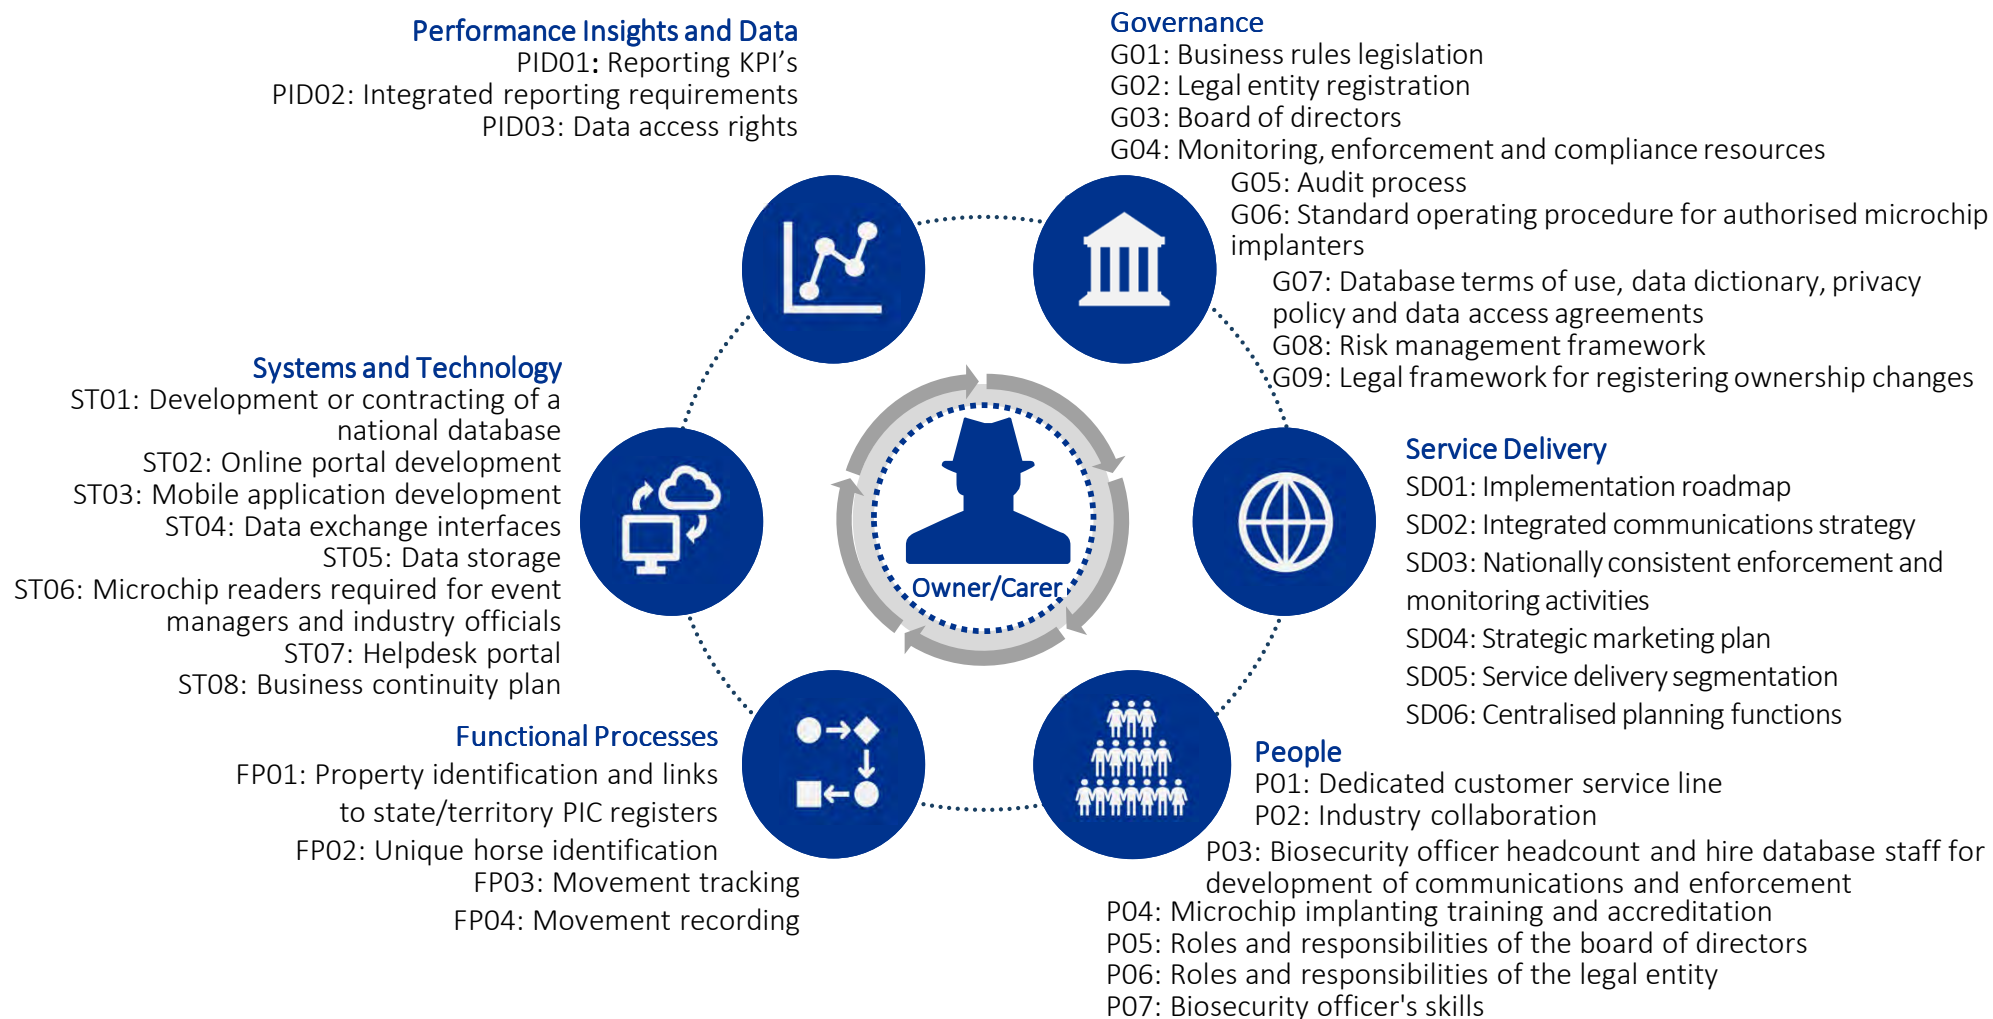 Performance Insights and Data
PID01: Reporting KPI’s
PID02: Integrated reporting requirements
PID03: Data access rights
Governance
G01: Business rules legislation
G02: Legal entity registration
G03: Board of directors
G04: Monitoring, enforcement and compliance resources
G05: Audit process
G06: Standard operating procedure for authorised microchip
implanters
G07: Database terms of use, data dictionary, privacy
policy and data access agreements
G08: Risk management framework
G09: Legal framework for registering ownership changes
Systems and Technology
ST01: Development or contracting of a
national database
ST02: Online portal development
ST03: Mobile application development
ST04: Data exchange interfaces
ST05: Data storage
ST06: Microchip readers required for event
managers and industry officials
ST07: Helpdesk portal
ST08: Business continuity plan
Owner/Carer
Service Delivery
SD01: Implementation roadmap
SD02: Integrated communications strategy
SD03: Nationally consistent enforcement and
monitoring activities
SD04: Strategic marketing plan
SD05: Service delivery segmentation
SD06: Centralised planning functions
Functional Processes
FP01: Property identification and links
to state/territory PIC registers
FP02: Unique horse identification
FP03: Movement tracking
FP04: Movement recording
People
P01: Dedicated customer service line
P02: Industry collaboration
P03: Biosecurity officer headcount and hire database staff for
development of communications and enforcement
P04: Microchip implanting training and accreditation
P05: Roles and responsibilities of the board of directors
P06: Roles and responsibilities of the legal entity
P07: Biosecurity officer's skills